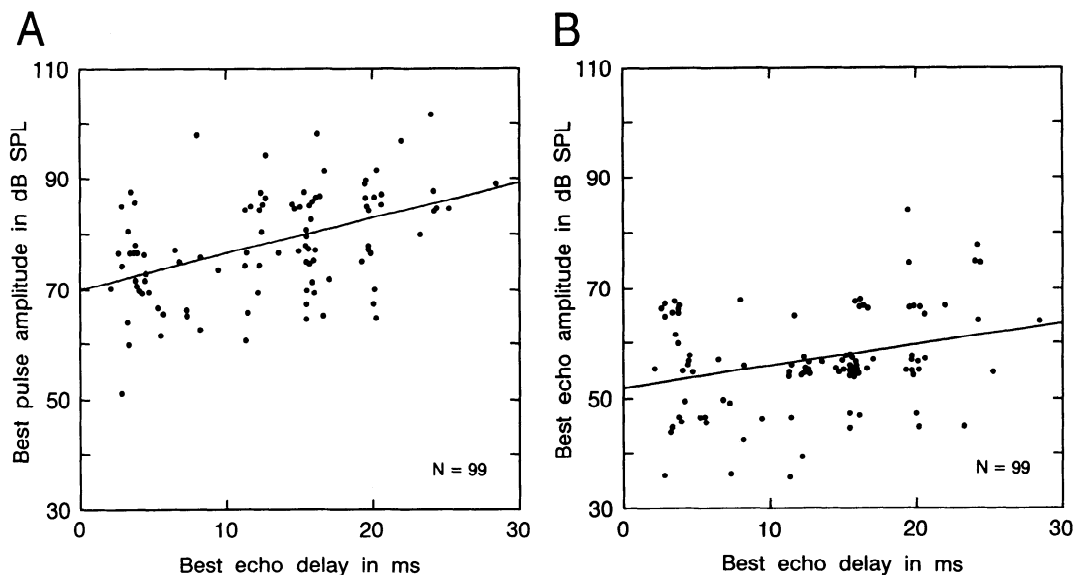 A
110
90
70
50
30
Best pulse amplitude in dB SPL
N = 99
0 10 20 30
Best echo delay in ms
B
110
90
70
50
30
Best echo amplitude in dB SPL
N = 99
0 10 20 30
Best echo delay in ms